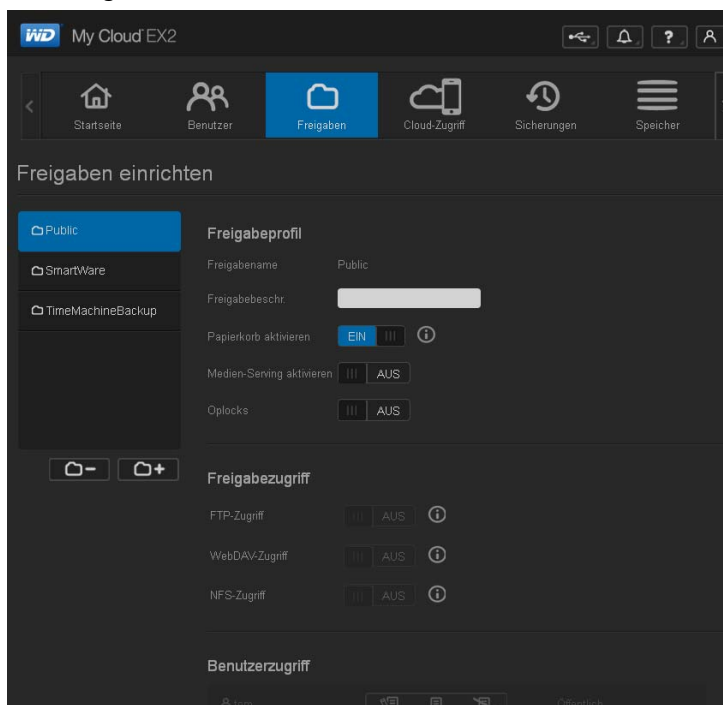 WD My Cloud EX2
?
Startseite
Benutzer
Freigaben
Cloud-Zugriff
Sicherungen
Speicher
Freigaben einrichten
Public
SmartWare
TimeMachineBackup
Freigabeprofil
Freigabename Public
Freigabebeschr.
Papierkorb aktivieren EIN
Medien-Serving aktivieren AUS
Oplocks AUS
Freigabezugriff
FTP-Zugriff AUS
WebDAV-Zugriff AUS
NFS-Zugriff AUS
Benutzerzugriff
Öffentlich